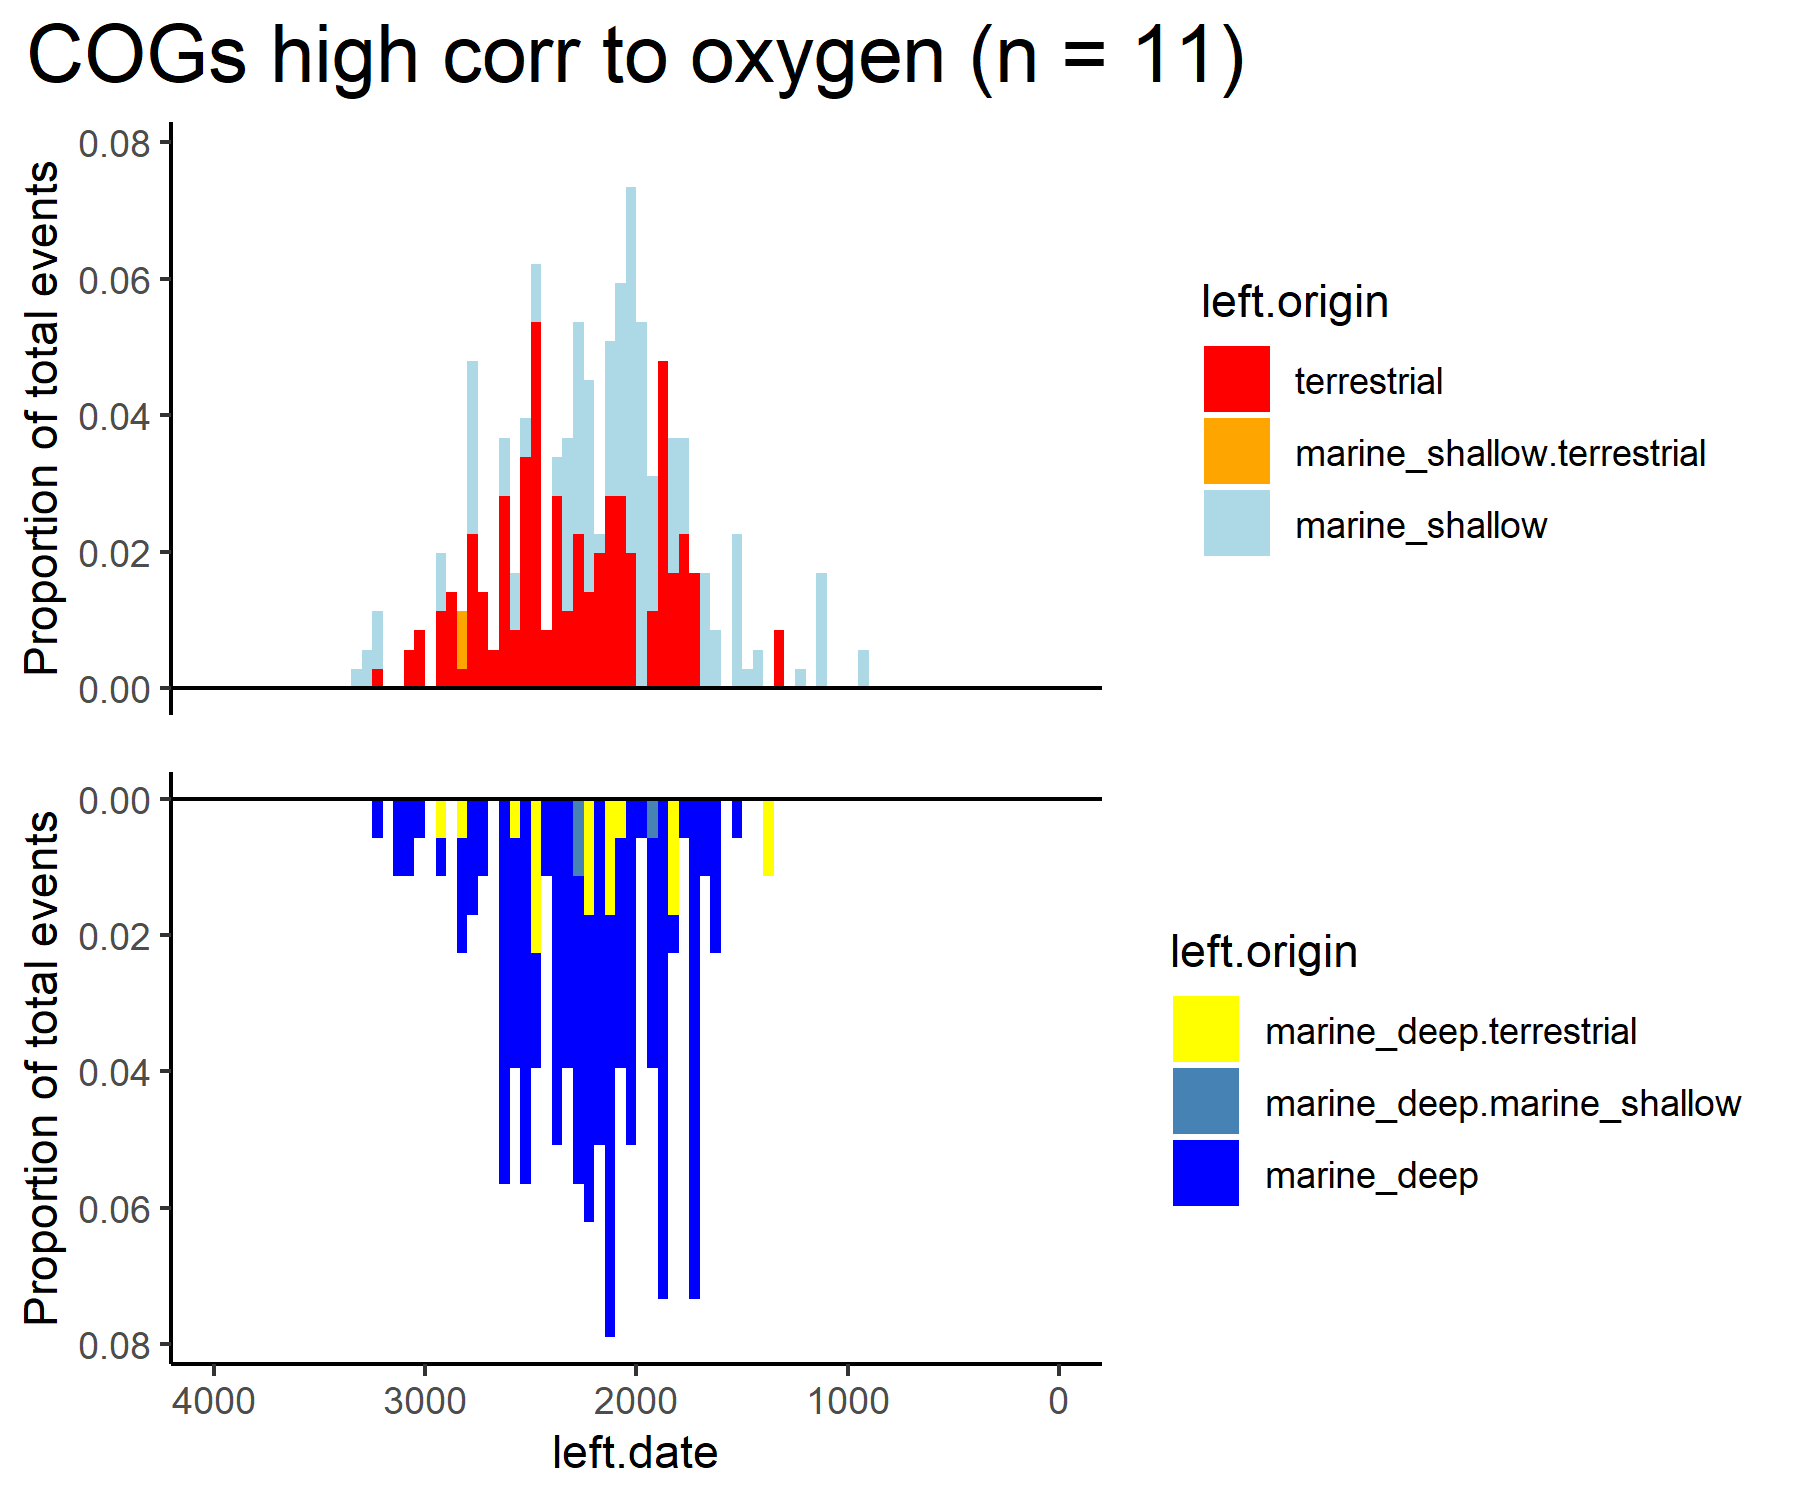 COGs high corr to oxygen (n = 11)
Proportion of total events
0.08
0.06
0.04
0.02
0.00
left.origin
terrestrial
marine_shallow.terrestrial
marine_shallow
Proportion of total events
0.00
0.02
0.04
0.06
0.08
4000 3000 2000 1000 0
left.date
left.origin
marine_deep.terrestrial
marine_deep.marine_shallow
marine_deep